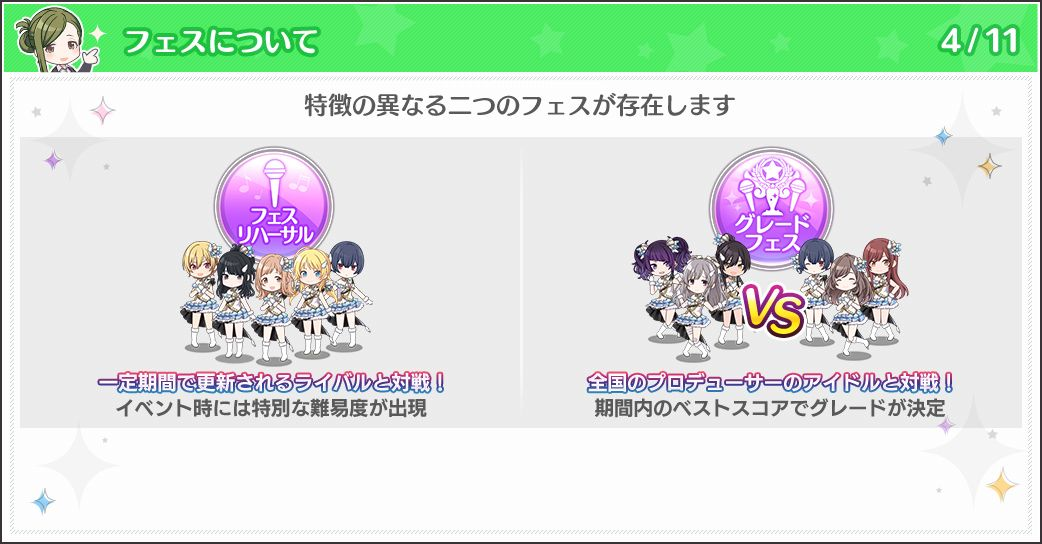 フェスについて
4/11
特徴の異なる二つのフェスが存在します
フェス
リハーサル
グレード
フェス
VS
一定期間で更新されるライバルと対戦！
イベント時には特別な難易度が出現
全国のプロデューサーのアイドルと対戦！
期間内のベストスコアでグレードが決定